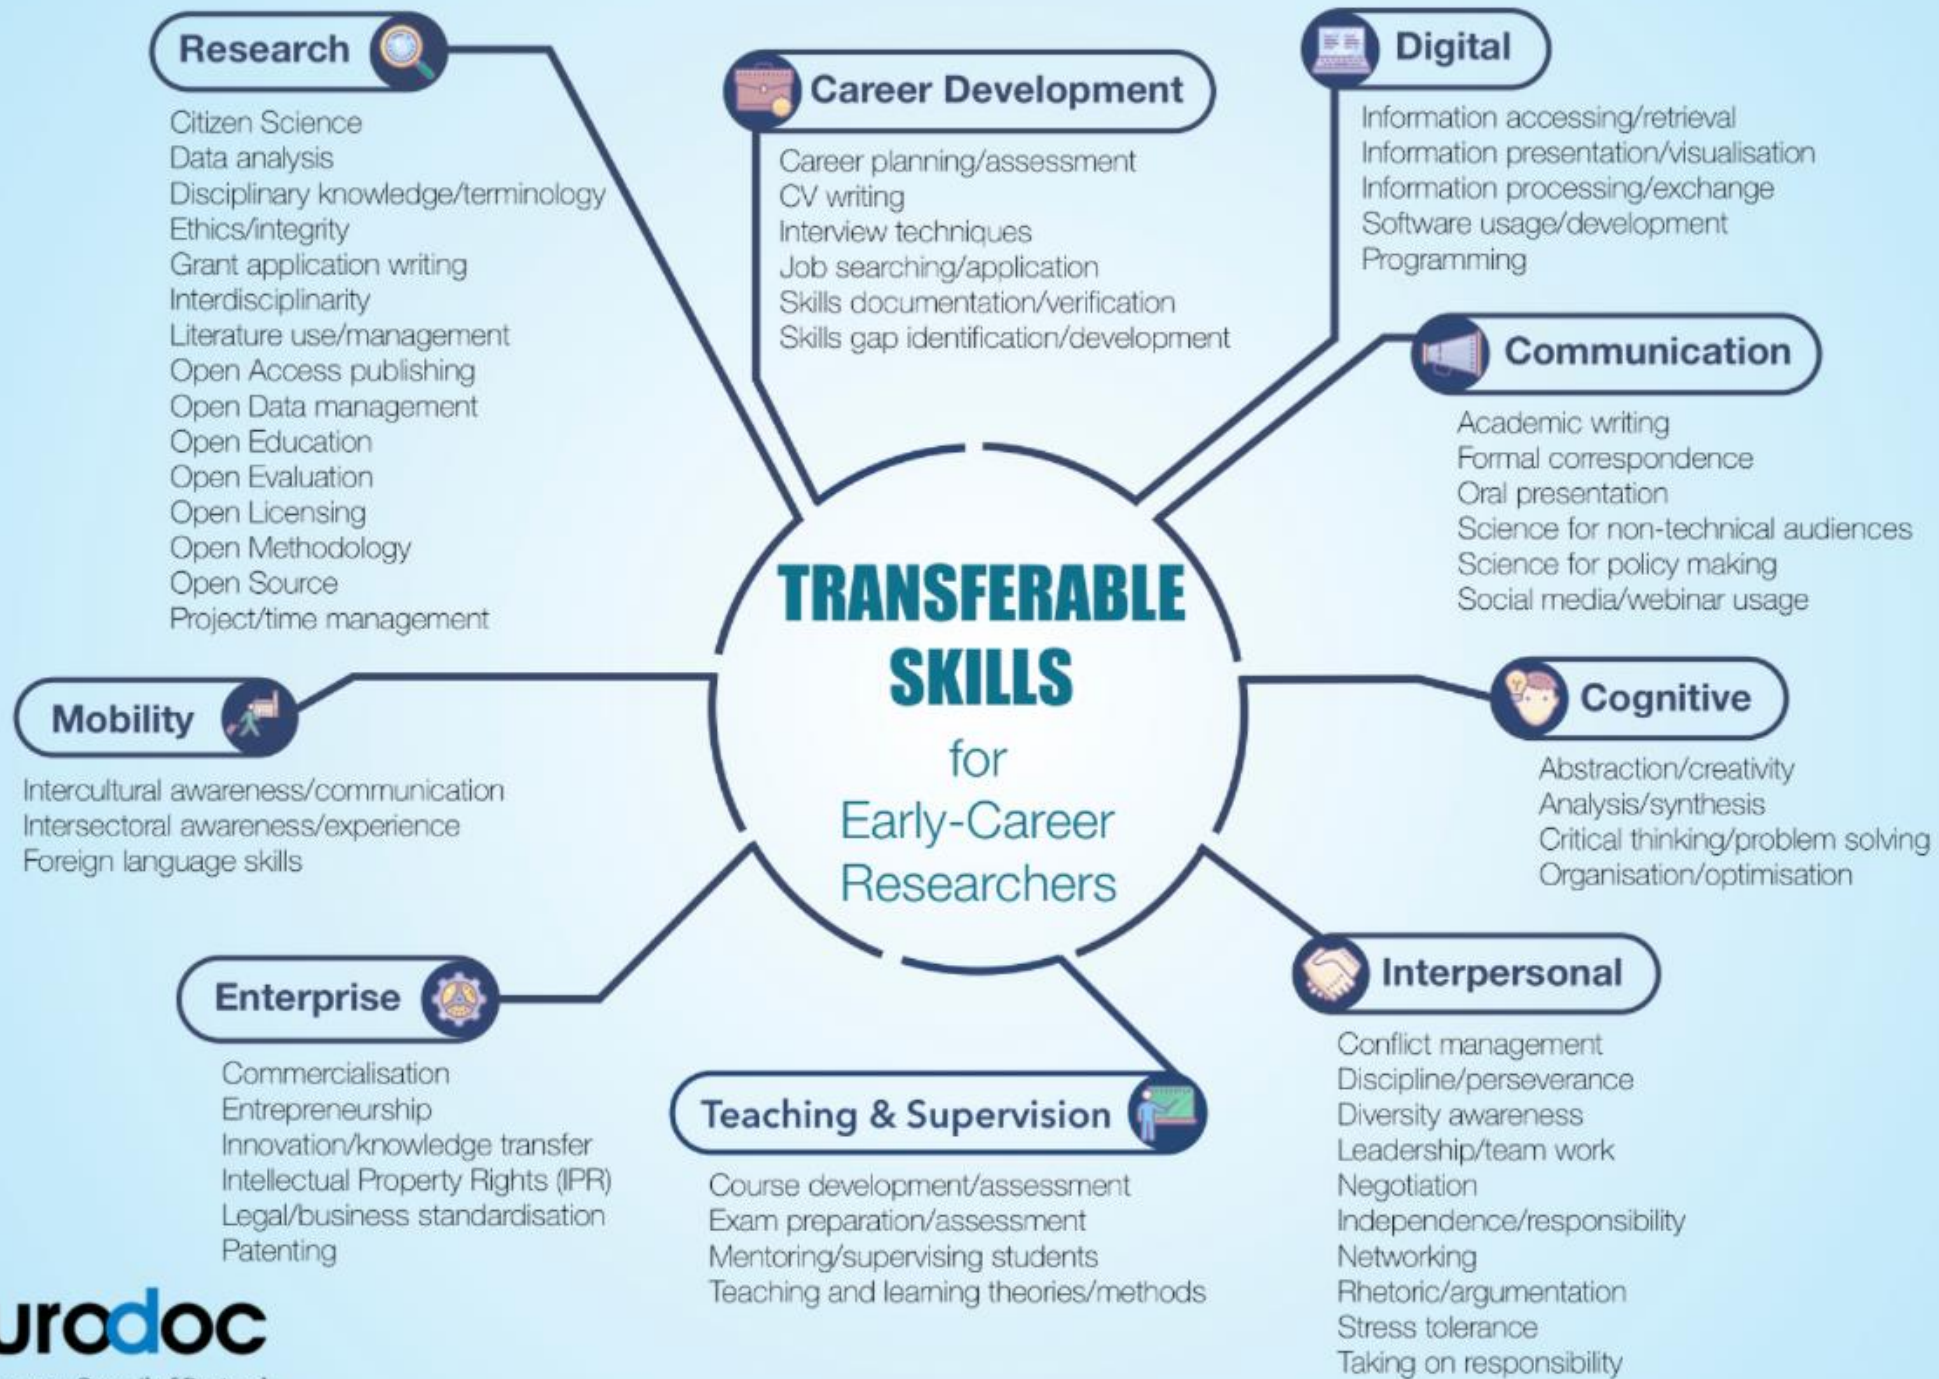 Research
Citizen Science
Data analysis
Disciplinary knowledge/terminology
Ethics/integrity
Grant application writing
Interdisciplinarity
Literature use/management
Open Access publishing
Open Data management
Open Education
Open Evaluation
Open Licensing
Open Methodology
Open Source
Project/time management
Career Development
Career planning/assessment
CV writing
Interview techniques
Job searching/application
Skills documentation/verification
Skills gap identification/development
Digital
Information accessing/retrieval
Information presentation/visualisation
Information processing/exchange
Software usage/development
Programming
Communication
Academic writing
Formal correspondence
Oral presentation
Science for non-technical audiences
Science for policy making
Social media/webinar usage
TRANSFERABLE
SKILLS
for
Early-Career
Researchers
Mobility
Intercultural awareness/communication
Intersectoral awareness/experience
Foreign language skills
Cognitive
Abstraction/creativity
Analysis/synthesis
Critical thinking/problem solving
Organisation/optimisation
Enterprise
Commercialisation
Entrepreneurship
Innovation/knowledge transfer
Intellectual Property Rights (IPR)
Legal/business standardisation
Patenting
Teaching & Supervision
Course development/assessment
Exam preparation/assessment
Mentoring/supervising students
Teaching and learning theories/methods
Interpersonal
Conflict management
Discipline/perseverance
Diversity awareness
Leadership/team work
Negotiation
Independence/responsibility
Networking
Rhetoric/argumentation
Stress tolerance
Taking on responsibility
urodoc